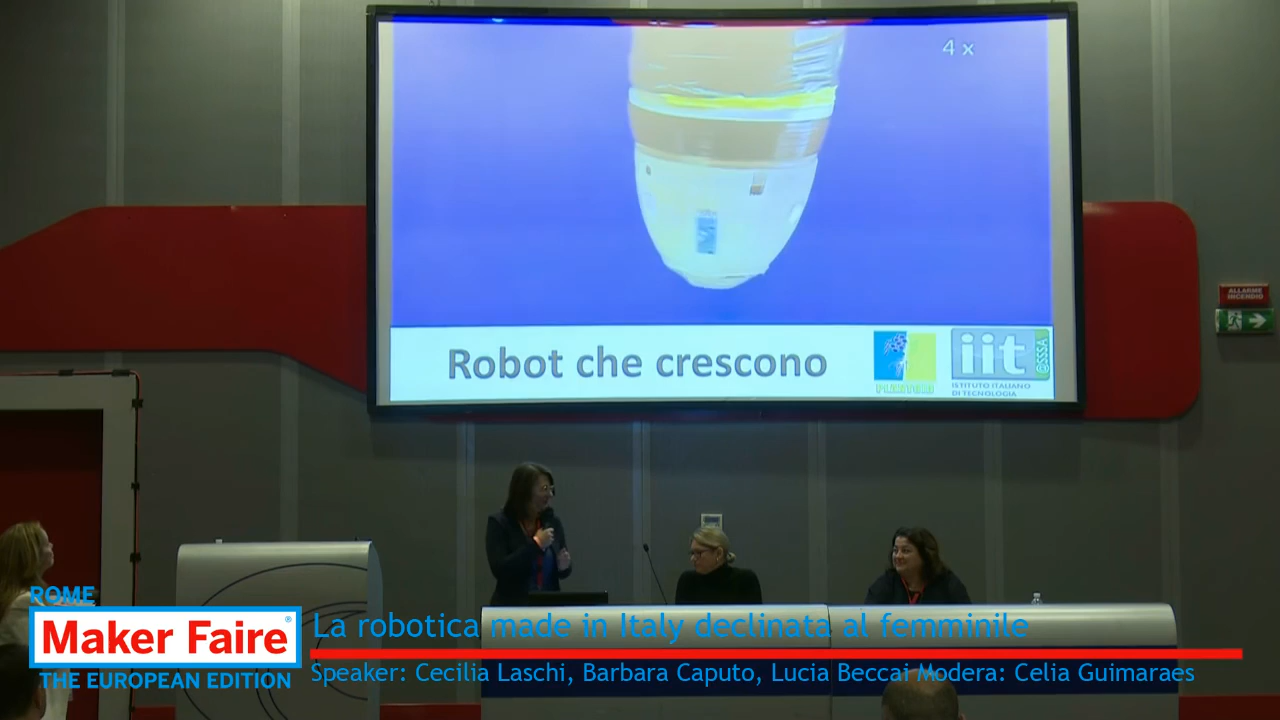 4 x
Robot che crescono
PLANTOID
iit
@SSSA
ISTITUTO ITALIANO
DI TECNOLOGIA
ALLARME
INCENDIO
ROME
Maker Faire®
THE EUROPEAN EDITION
La robotica made in Italy declinata al femminile
Speaker: Cecilia Laschi, Barbara Caputo, Lucia Beccai Modera: Celia Guimaraes